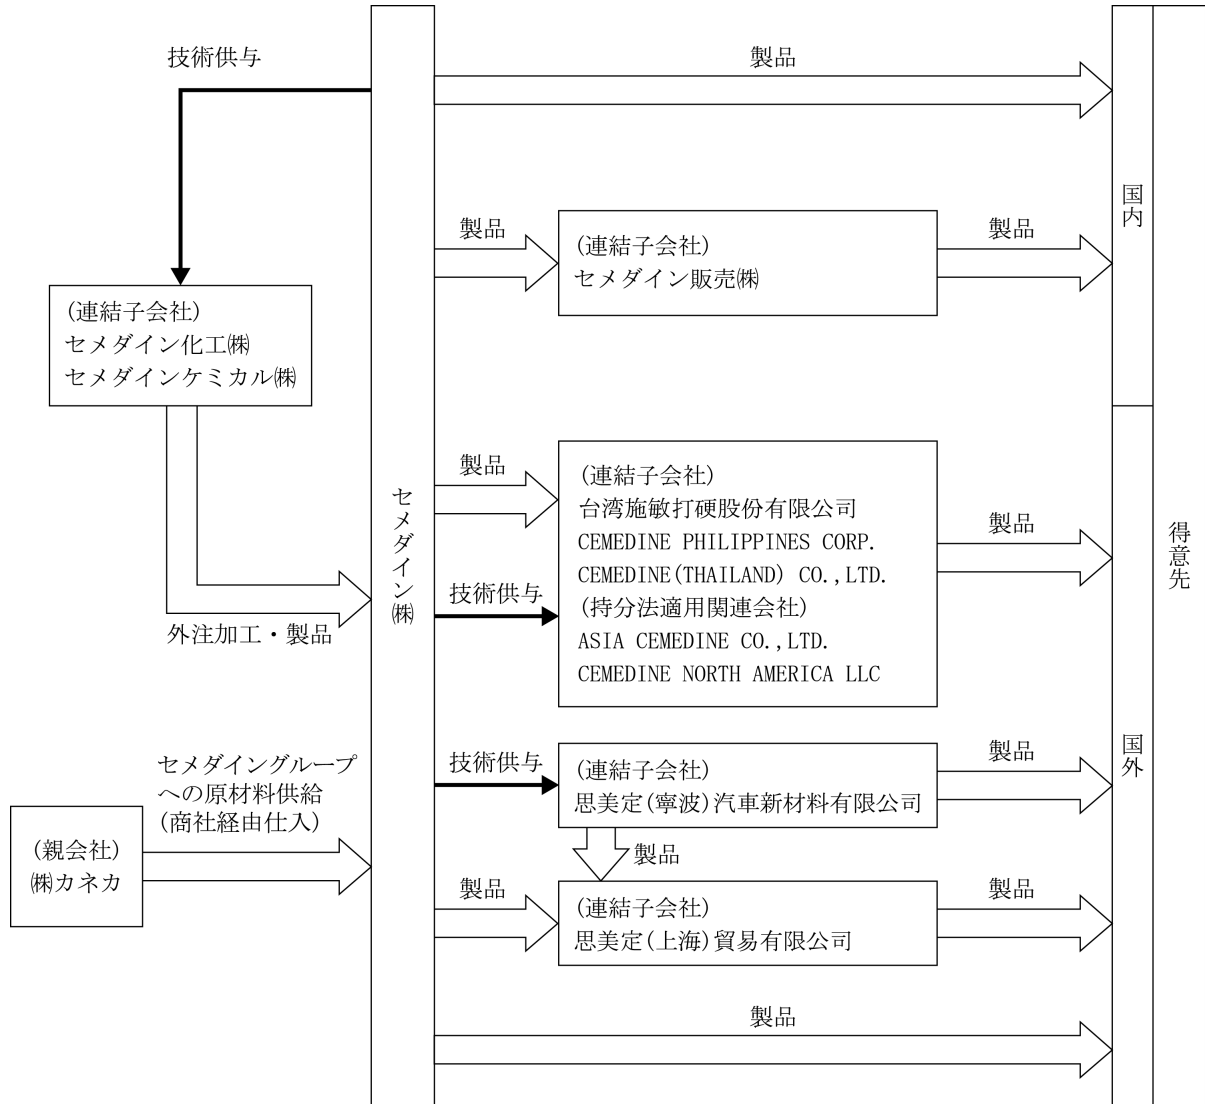 技術供与
製品
国内
製品
(連結子会社)
セメダイン販売㈱
製品
(連結子会社)
セメダイン化工㈱
セメダインケミカル㈱
外注加工・製品
セメダイン㈱
製品
技術供与
(連結子会社)
台湾施敏打硬股份有限公司
CEMEDINE PHILIPPINES CORP.
CEMEDINE(THAILAND) CO.,LTD.
(持分法適用関連会社)
ASIA CEMEDINE CO.,LTD.
CEMEDINE NORTH AMERICA LLC
製品
得意先
国外
セメダイングループ
への原材料供給
(商社経由仕入)
(親会社)
㈱カネカ
技術供与
(連結子会社)
思美定(寧波)汽車新材料有限公司
製品
製品
製品
(連結子会社)
思美定(上海)貿易有限公司
製品
製品